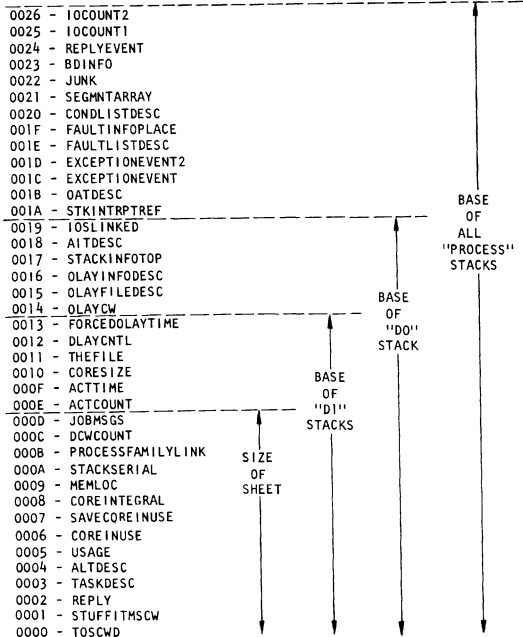 0026 - IOCOUNT2
0025 - IOCOUNT1
0024 - REPLYEVENT
0023 - BDINFO
0022 - JUNK
0021 - SEGMNTARRAY
0020 - CONDLISTDESC
001F - FAULTINFOPLACE
001E - FAULTLISTDESC
001D - EXCEPTIONEVENT2
001C - EXCEPTIONEVENT
001B - OATDESC
001A - STKINTRPTREF
0019 - IOSLINKED
0018 - AITDESC
0017 - STACKINFOTOP
0016 - OLAYINFODESC
0015 - OLAYFILEDESC
0014 - OLAYCW
0013 - FORCEDOLAYTIME
0012 - DLAYCNTL
0011 - THEFILE
0010 - CORESIZE
000F - ACTTIME
000E - ACTCOUNT
000D - JOBMSGS
000C - DCWCOUNT
000B - PROCESSFAMILYLINK
000A - STACKSERIAL
0009 - MEMLOC
0008 - COREINTEGRAL
0007 - SAVECOREINUSE
0006 - COREINUSE
0005 - USAGE
0004 - ALTDESC
0003 - TASKDESC
0002 - REPLY
0001 - STUFFITMSCW
0000 - TOSCWD
SIZE
OF
SHEET
BASE
OF
"D1"
STACKS
BASE
OF
"D0"
STACK
BASE
OF
ALL
"PROCESS"
STACKS